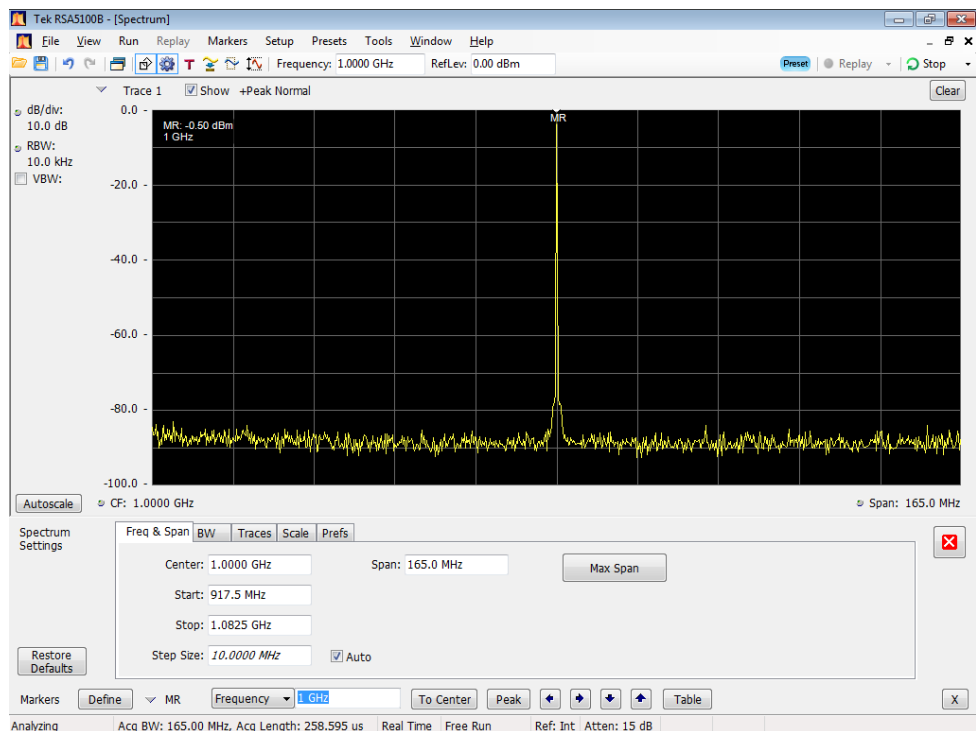 Tek RSA5100B - [Spectrum]
File View Run Replay Markers Setup Presets Tools Window Help
T Frequency: 1.0000 GHz RefLev: 0.00 dBm Preset Replay Stop
Trace 1 Show +Peak Normal Clear
dB/div:
10.0 dB
RBW:
10.0 kHz
VBW:
0.0 -
-20.0 -
-40.0 -
-60.0 -
-80.0 -
-100.0 -
MR: -0.50 dBm
1 GHz
MR
Autoscale CF: 1.0000 GHz Span: 165.0 MHz
Spectrum
Settings
Freq & Span BW Traces Scale Prefs
Center: 1.0000 GHz Span: 165.0 MHz Max Span
Start: 917.5 MHz
Stop: 1.0825 GHz
Step Size: 10.0000 MHz Auto
Restore
Defaults
Markers Define MR Frequency 1 GHz To Center Peak Table X
Analyzing Acq BW: 165.00 MHz, Acq Length: 258.595 us Real Time Free Run Ref: Int Atten: 15 dB